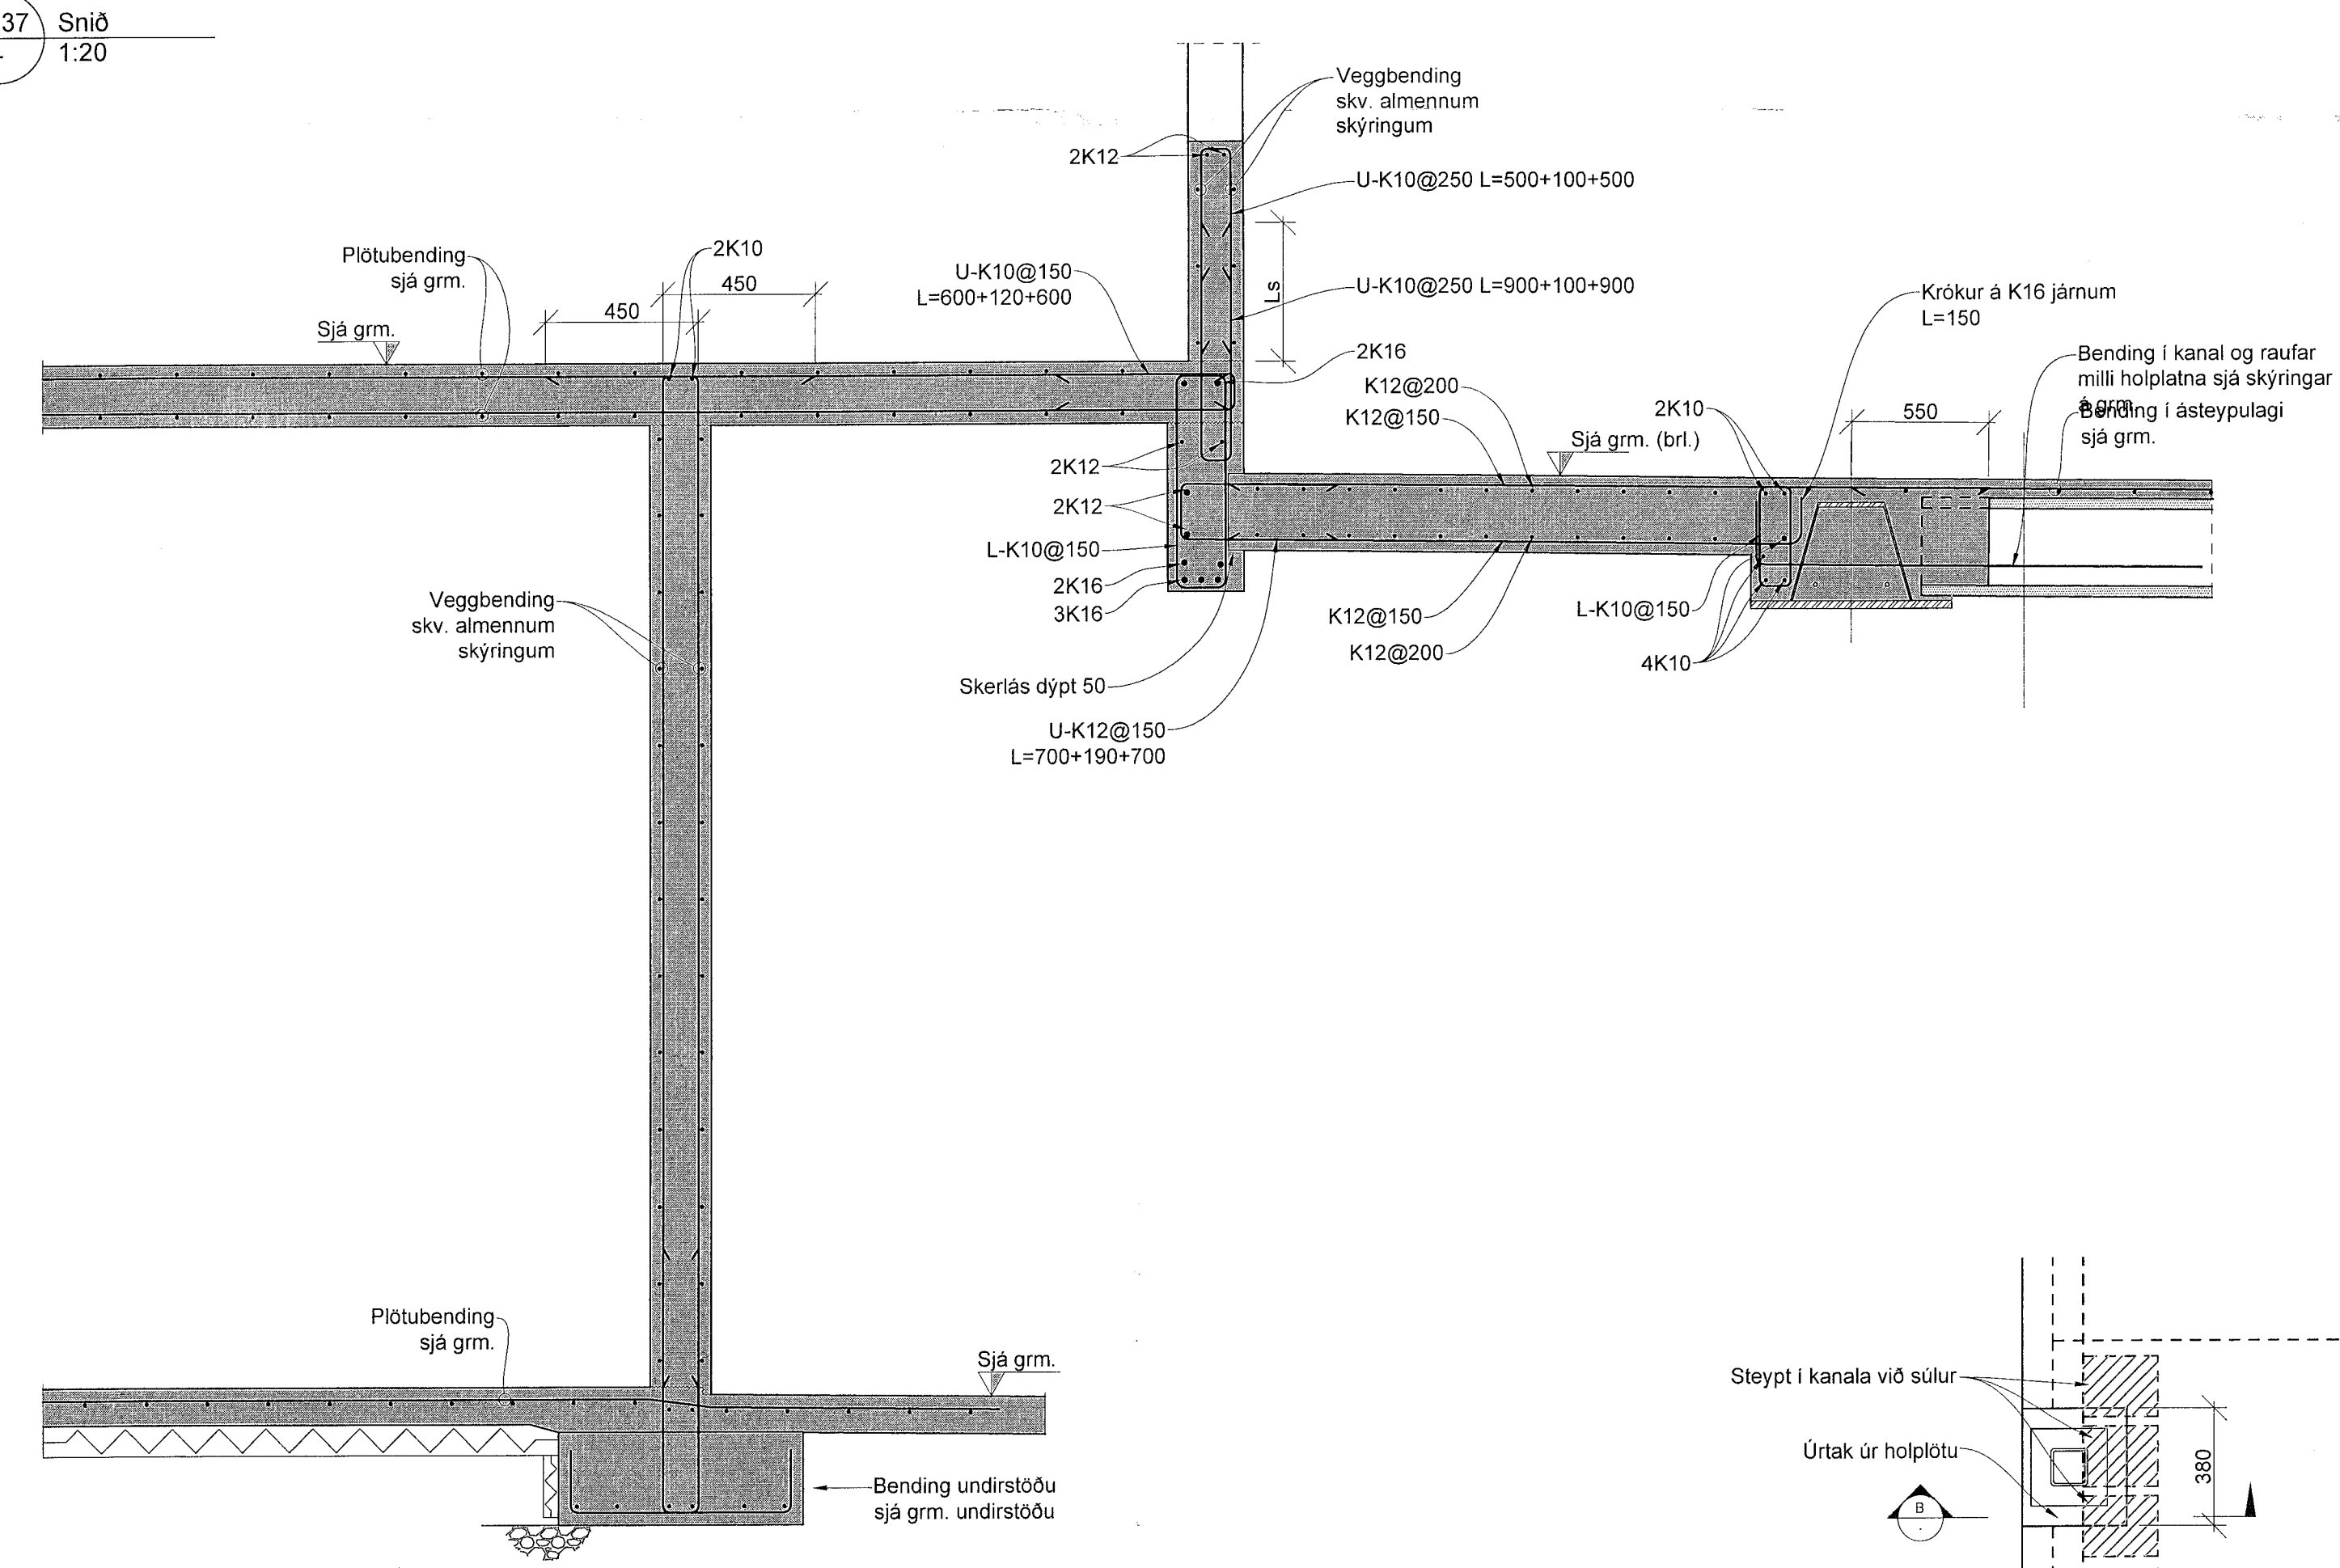 37 Snið
1:20
Veggbending
skv. almennum
skýringum
2K12
U-K10@250 L=500+100+500
Plötubending
sjá grm.
2K10
450
450
U-K10@150
L=600+120+600
U-K10@250 L=900+100+900
Ls
Sjá grm.
2K16
Krókur á K16 járnum
L=150
K12@200
K12@150
2K10
Sjá grm. (brl.)
550
Bending í kanal og raufar
milli holplatna sjá skýringar
á grm.
Bending í ásteypulagi
sjá grm.
2K12
2K12
L-K10@150
2K16
3K16
Veggbending
skv. almennum
skýringum
K12@150
K12@200
L-K10@150
4K10
Skerlás dýpt 50
U-K12@150
L=700+190+700
Plötubending
sjá grm.
Sjá grm.
Bending undirstöðu
sjá grm. undirstöðu
Steypt í kanala við súlur
Úrtak úr holplötu
380
B